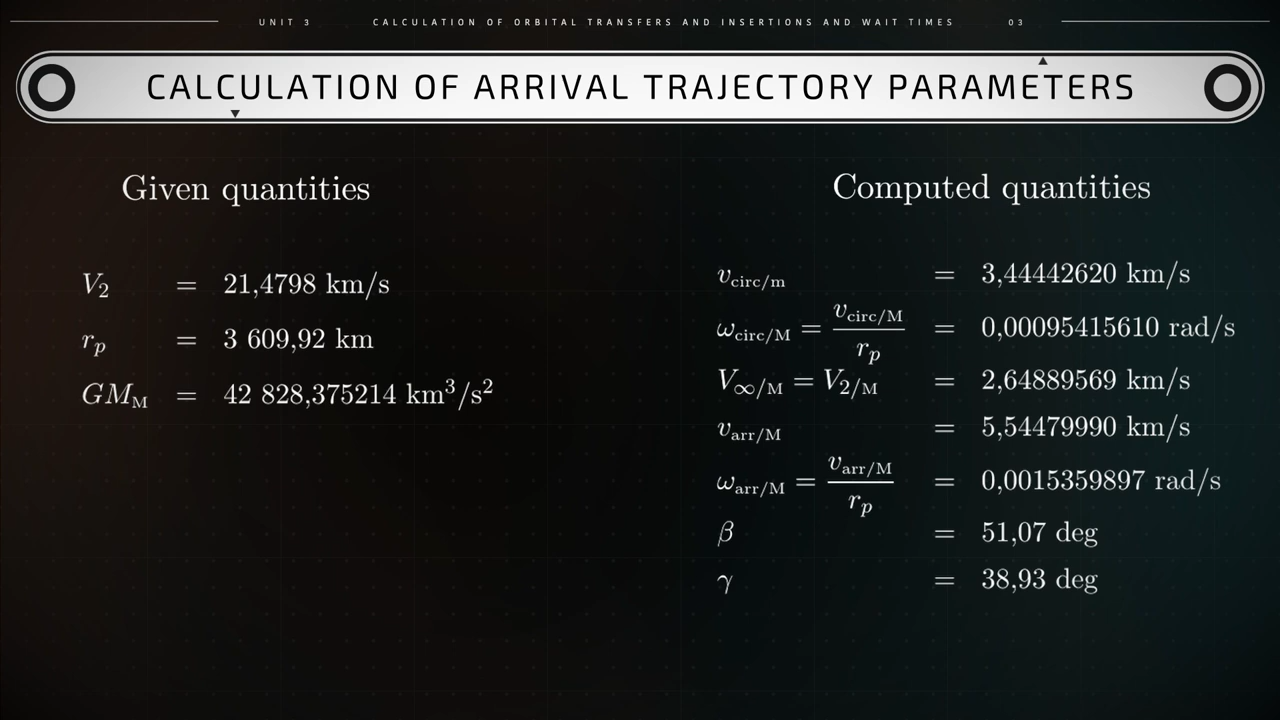 UNIT 3 CALCULATION OF ORBITAL TRANSFERS AND INSERTIONS AND WAIT TIMES 03
CALCULATION OF ARRIVAL TRAJECTORY PARAMETERS
Given quantities
V₂ = 21,4798 km/s
rₚ = 3 609,92 km
GM_M = 42 828,375214 km³/s²
Computed quantities
v_circ/m = 3,44442620 km/s
ω_circ/M = v_circ/M / rₚ = 0,00095415610 rad/s
V_∞/M = V_2/M = 2,64889569 km/s
v_arr/M = 5,54479990 km/s
ω_arr/M = v_arr/M / rₚ = 0,0015359897 rad/s
β = 51,07 deg
γ = 38,93 deg